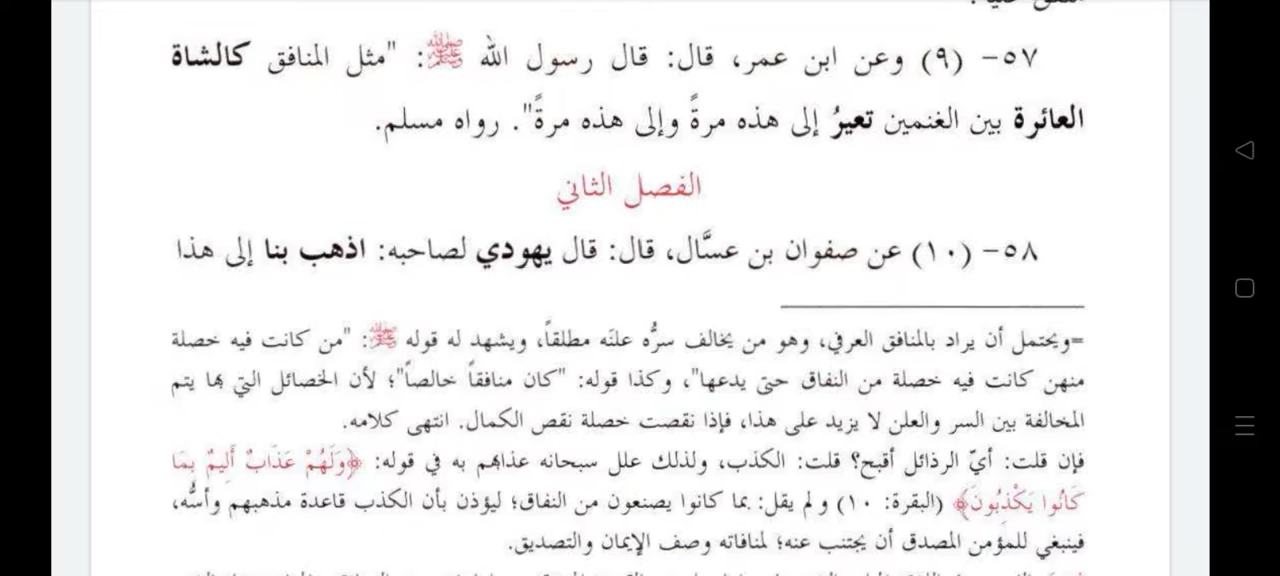 ٥٧- (٩) وعن ابن عمر، قال: قال رسول الله ﷺ: "مثل المنافق كالشاة
العائرة بين الغنمين تعيرُ إلى هذه مرةً وإلى هذه مرةً". رواه مسلم.
الفصل الثاني
٥٨- (١٠) عن صفوان بن عسَّال، قال: قال يهودي لصاحبه: اذهب بنا إلى هذا
=ويحتمل أن يراد بالمنافق العرفي، وهو من يخالف سرُّه علنَه مطلقاً، ويشهد له قوله ﷺ: "من كانت فيه خصلة
منهن كانت فيه خصلة من النفاق حتى يدعها"، وكذا قوله: "كان منافقاً خالصاً"؛ لأن الخصائل التي بها يتم
المخالفة بين السر والعلن لا يزيد على هذا، فإذا نقصت خصلة نقص الكمال. انتهى كلامه.
فإن قلت: أيّ الرذائل أقبح؟ قلت: الكذب، ولذلك علل سبحانه عذابهم به في قوله: ﴿وَلَهُمْ عَذَابٌ أَلِيمٌ بِمَا
كَانُوا يَكْذِبُونَ﴾ (البقرة: ١٠) و لم يقل: بما كانوا يصنعون من النفاق؛ ليؤذن بأن الكذب قاعدة مذهبهم وأسُّه،
فينبغي للمؤمن المصدق أن يجتنب عنه؛ لمنافاته وصف الإيمان والتصديق.